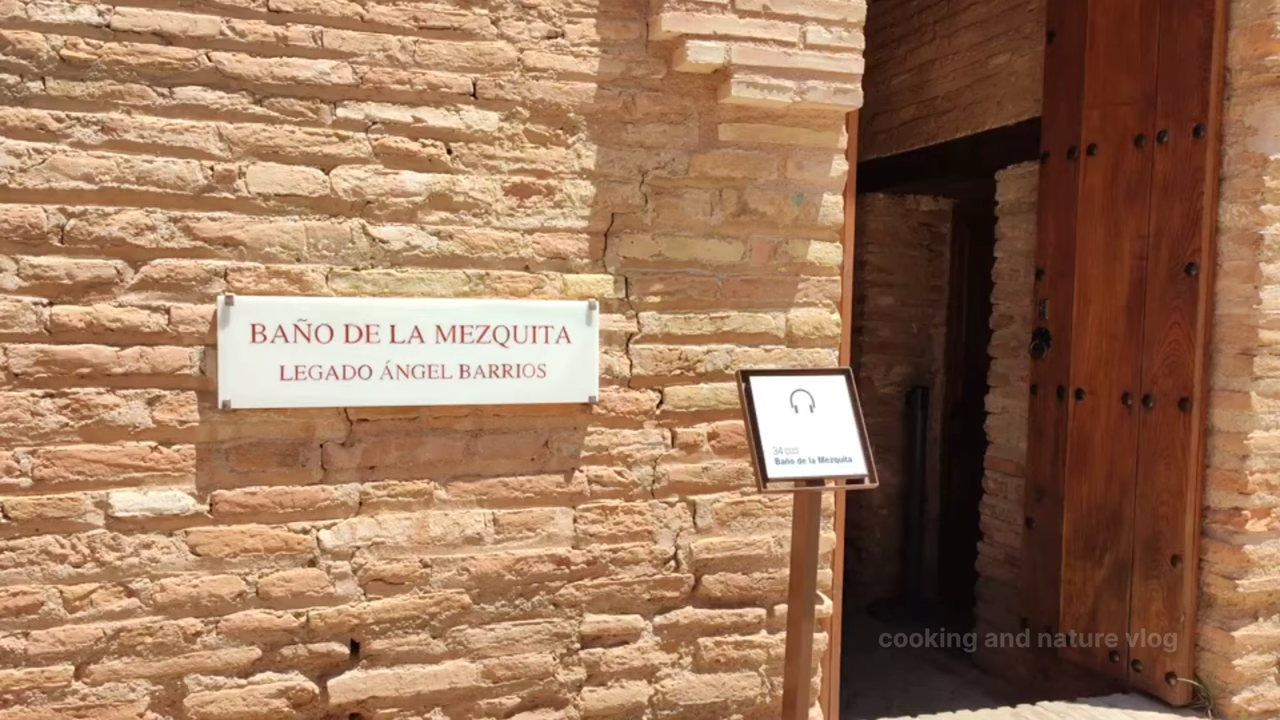 BAÑO DE LA MEZQUITA
LEGADO ÁNGEL BARRIOS
34
Baño de la Mezquita
cooking and nature vlog